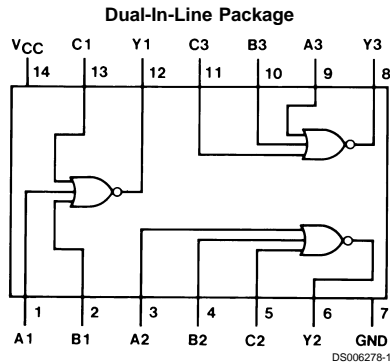 Dual-In-Line Package
VCC C1 Y1 C3 B3 A3 Y3
14 13 12 11 10 9 8
1 2 3 4 5 6 7
A1 B1 A2 B2 C2 Y2 GND
DS006278-1